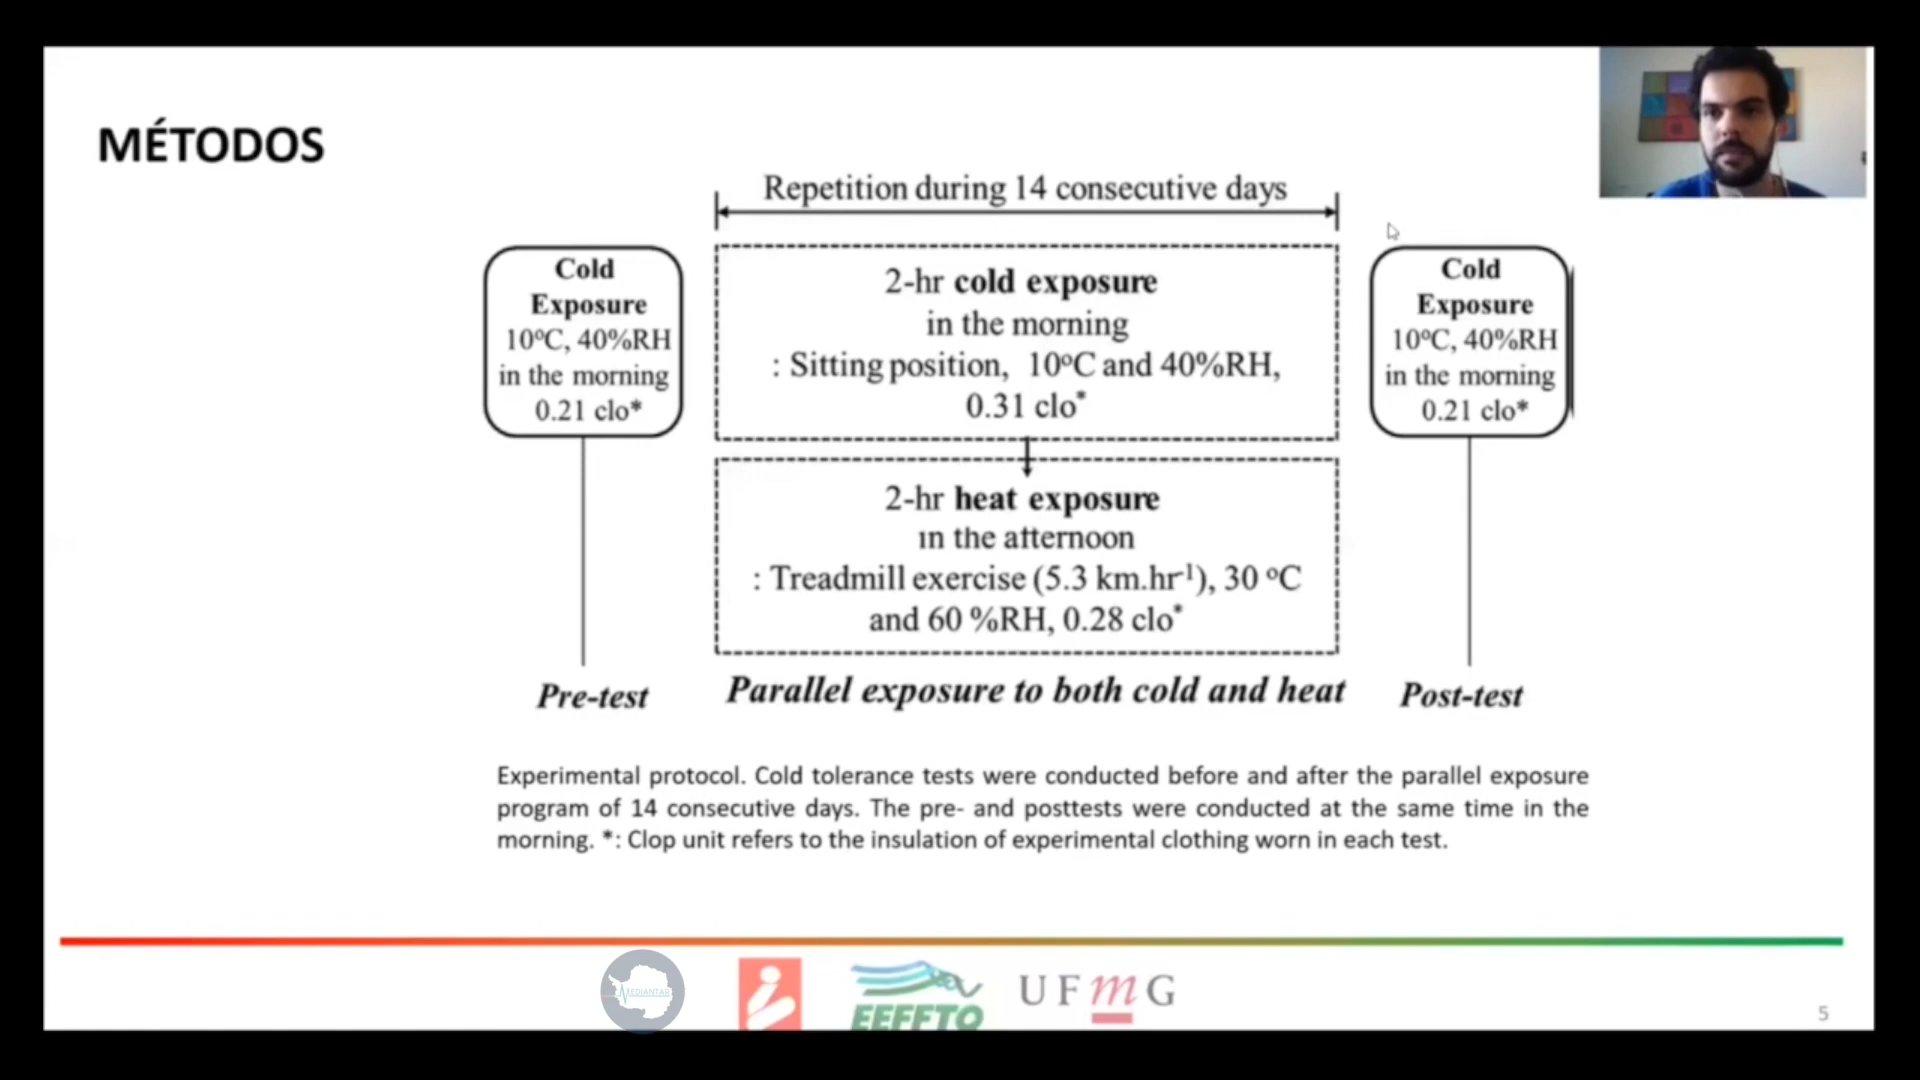 MÉTODOS
Repetition during 14 consecutive days
Cold
Exposure
10ºC, 40%RH
in the morning
0.21 clo*
2-hr cold exposure
in the morning
: Sitting position, 10ºC and 40%RH,
0.31 clo*
2-hr heat exposure
in the afternoon
: Treadmill exercise (5.3 km.hr-1), 30 ºC
and 60 %RH, 0.28 clo*
Cold
Exposure
10ºC, 40%RH
in the morning
0.21 clo*
Pre-test
Parallel exposure to both cold and heat
Post-test
Experimental protocol. Cold tolerance tests were conducted before and after the parallel exposure
program of 14 consecutive days. The pre- and posttests were conducted at the same time in the
morning. *: Clop unit refers to the insulation of experimental clothing worn in each test.
MEDIANTAR
EEFFTO
UFmG
5